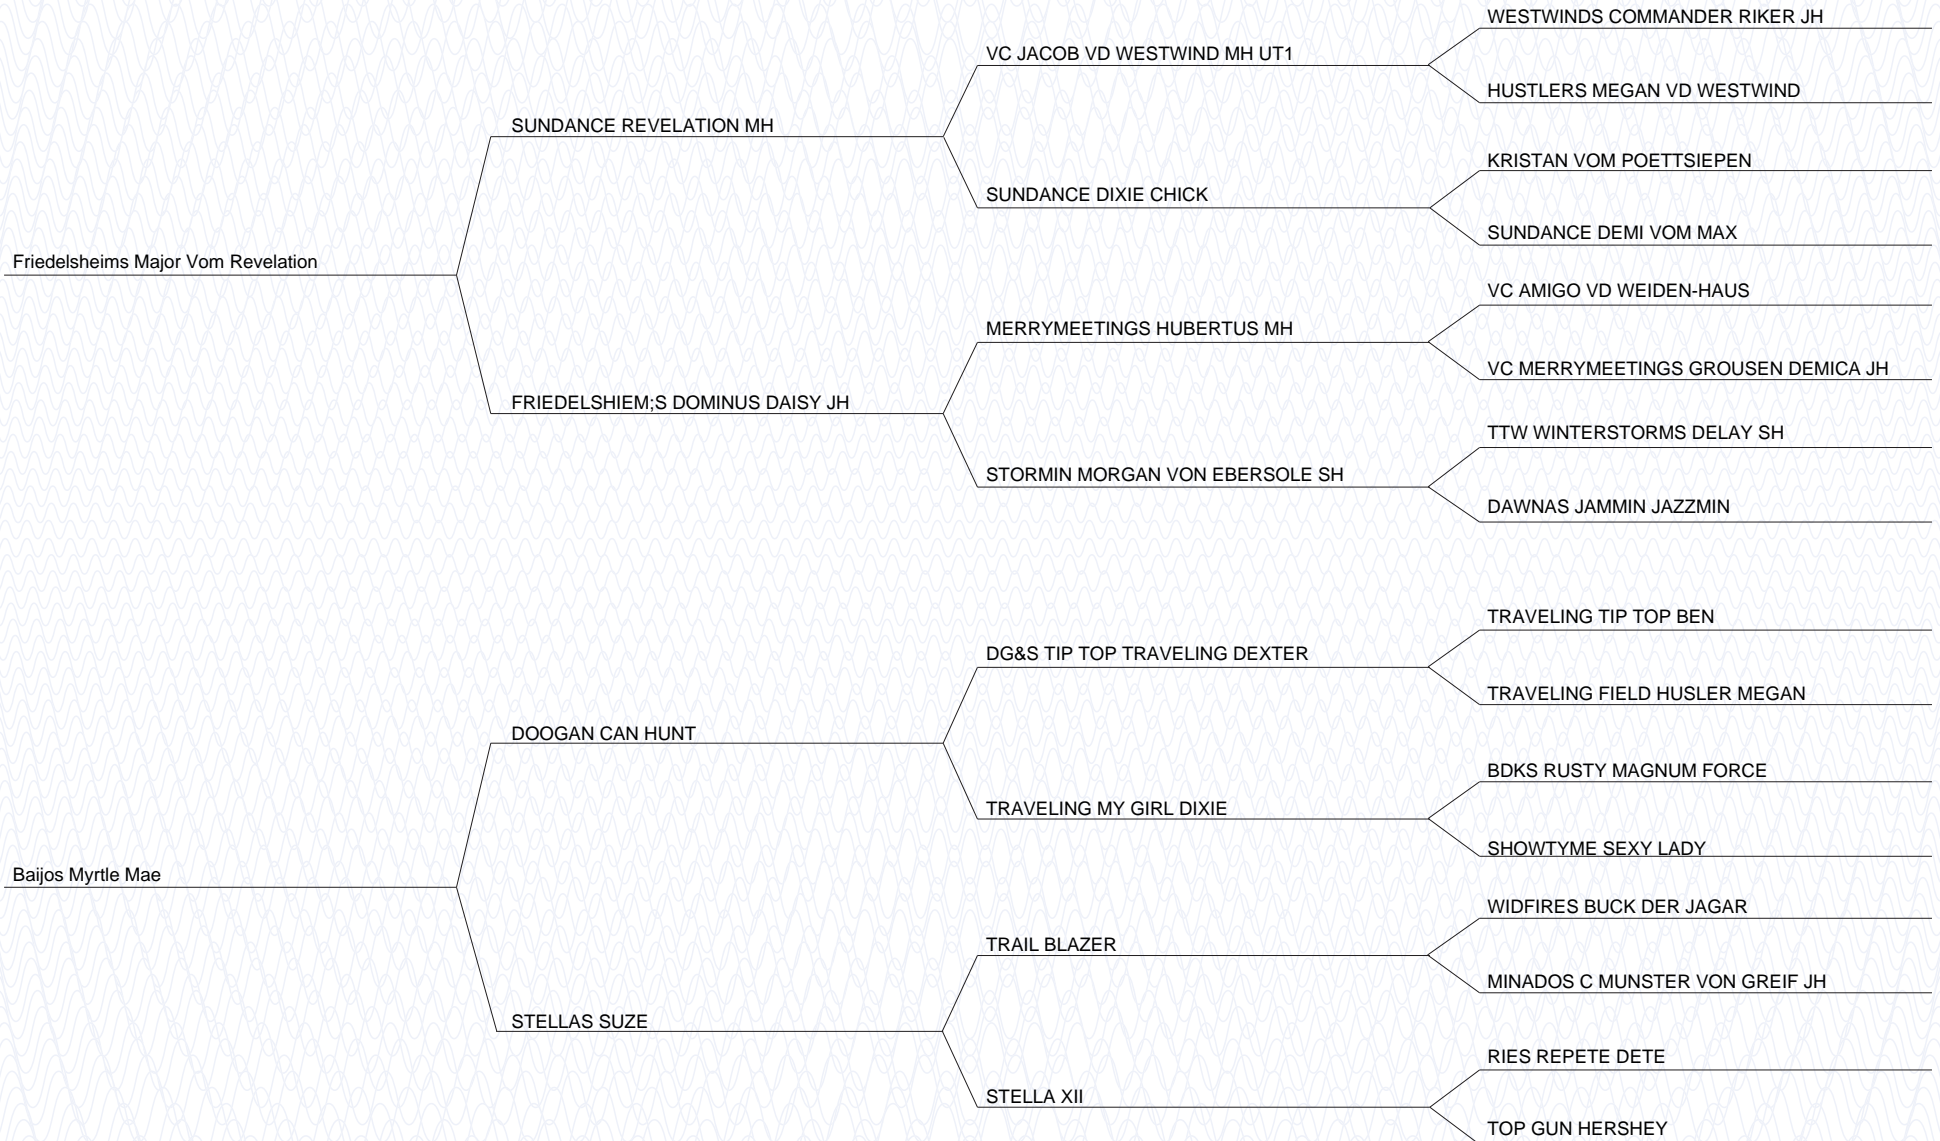 Friedelsheims Major Vom Revelation
SUNDANCE REVELATION MH
VC JACOB VD WESTWIND MH UT1
WESTWINDS COMMANDER RIKER JH
HUSTLERS MEGAN VD WESTWIND
SUNDANCE DIXIE CHICK
KRISTAN VOM POETTSIEPEN
SUNDANCE DEMI VOM MAX
FRIEDELSHIEM;S DOMINUS DAISY JH
MERRYMEETINGS HUBERTUS MH
VC AMIGO VD WEIDEN-HAUS
VC MERRYMEETINGS GROUSEN DEMICA JH
STORMIN MORGAN VON EBERSOLE SH
TTW WINTERSTORMS DELAY SH
DAWNAS JAMMIN JAZZMIN
Baijos Myrtle Mae
DOOGAN CAN HUNT
DG&S TIP TOP TRAVELING DEXTER
TRAVELING TIP TOP BEN
TRAVELING FIELD HUSLER MEGAN
TRAVELING MY GIRL DIXIE
BDKS RUSTY MAGNUM FORCE
SHOWTYME SEXY LADY
STELLAS SUZE
TRAIL BLAZER
WIDFIRES BUCK DER JAGAR
MINADOS C MUNSTER VON GREIF JH
STELLA XII
RIES REPETE DETE
TOP GUN HERSHEY